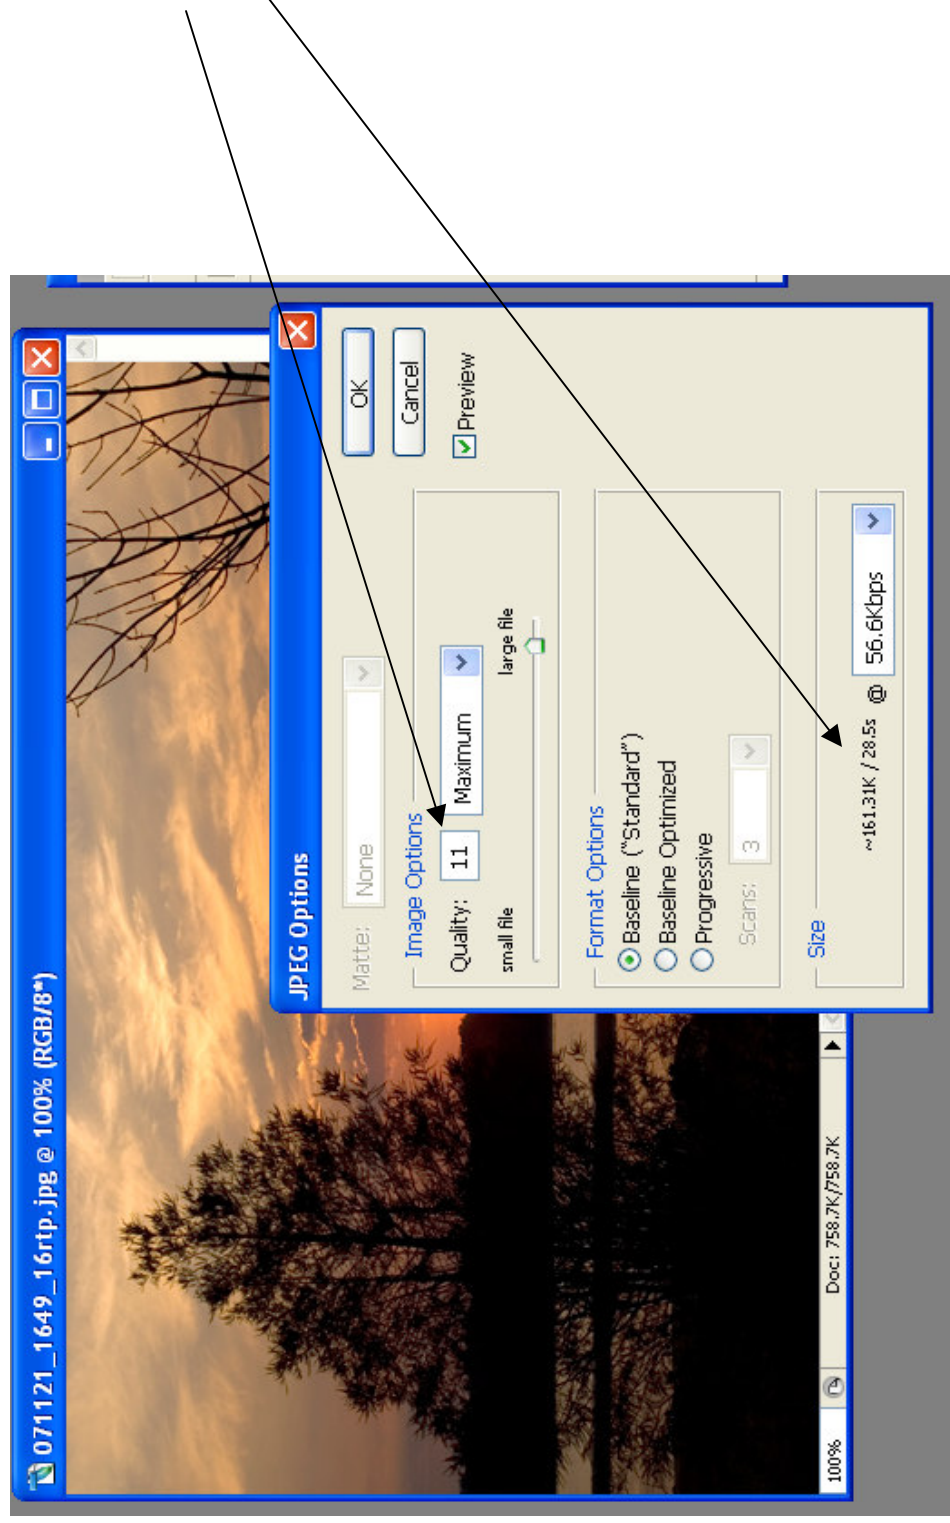 071121_1649_16rtp.jpg @ 100% (RGB/8*)
JPEG Options
Matte: None
OK
Cancel
Preview
Image Options
Quality: 11 Maximum
small file large file
Format Options
Baseline ("Standard")
Baseline Optimized
Progressive
Scans: 3
Size
~161.31K / 28.5s @ 56.6Kbps
100% Doc: 758.7K/758.7K